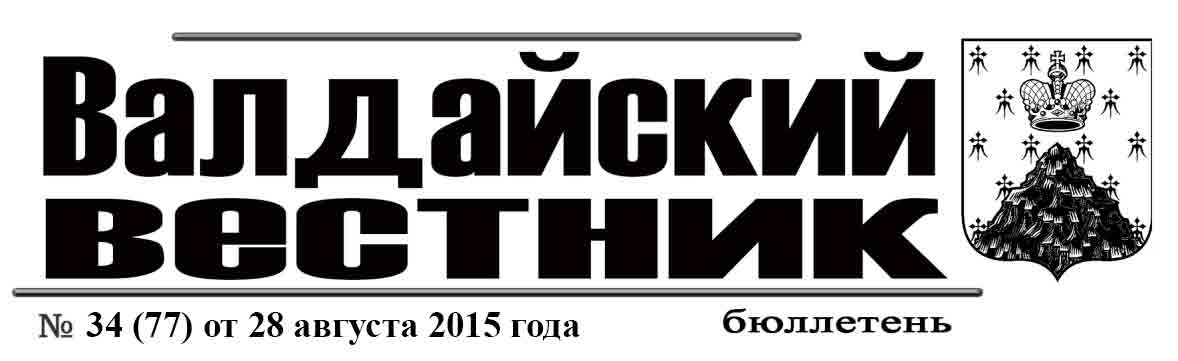 Валдайский
вестник
№ 34 (77) от 28 августа 2015 года
бюллетень